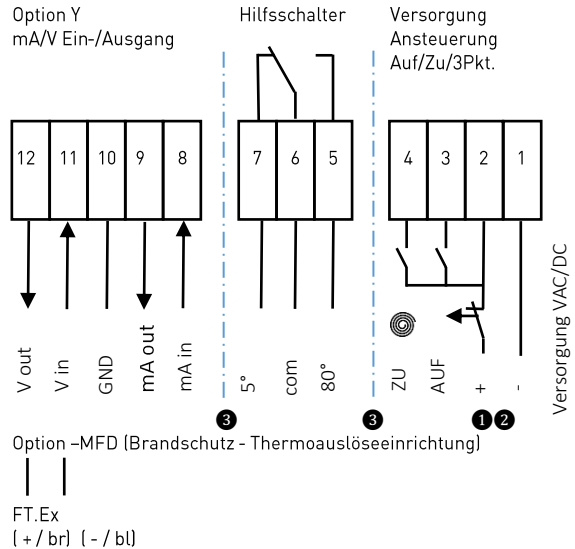 Option Y
mA/V Ein-/Ausgang
Hilfsschalter
Versorgung
Ansteuerung
Auf/Zu/3Pkt.
12 11 10 9 8
7 6 5
4 3 2 1
V out
V in
GND
mA out
mA in
5°
com
80°
ZU
AUF
+
-
Versorgung VAC/DC
3
3
1 2
Option –MFD (Brandschutz - Thermoauslöseeinrichtung)
FT.Ex
( + / br) ( - / bl)